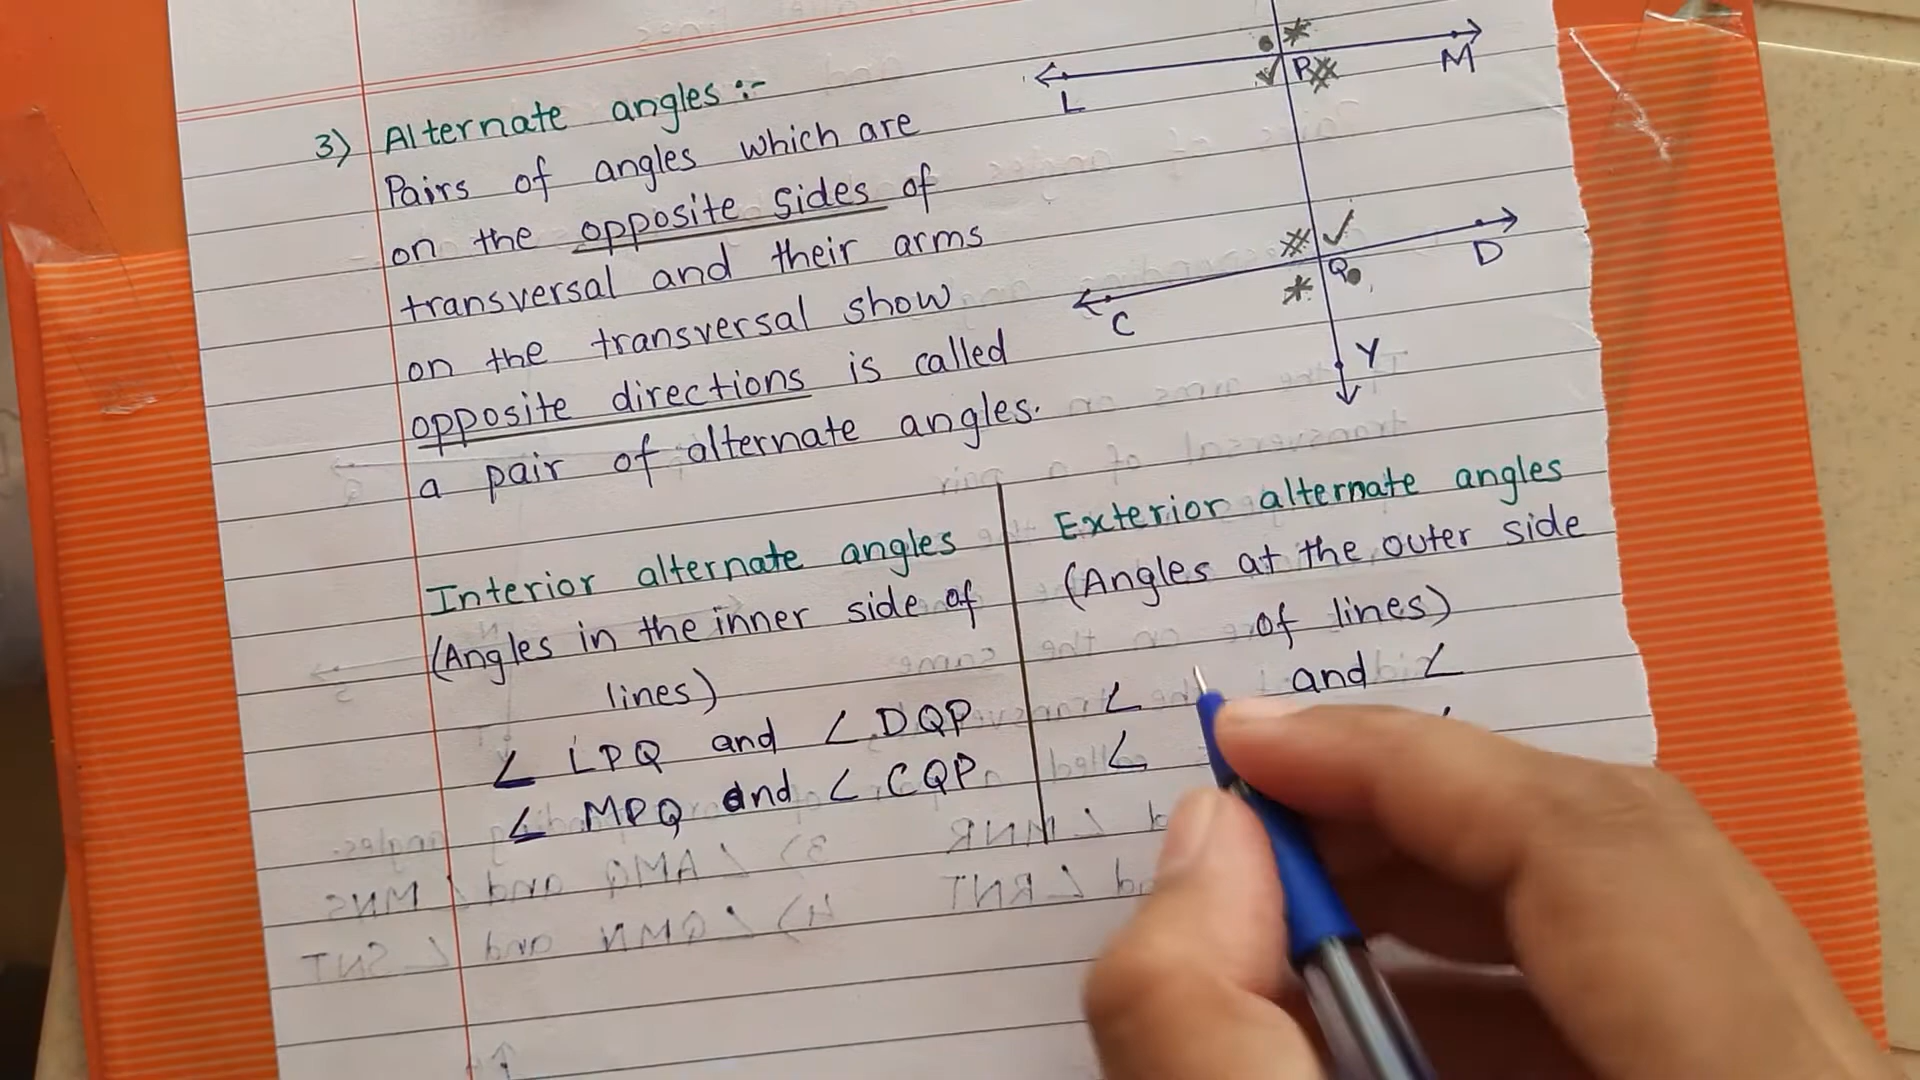 3) Alternate angles :-
Pairs of angles which are
on the opposite sides of
transversal and their arms
on the transversal show
opposite directions is called
a pair of alternate angles.
L
P
M
Q
D
C
Y
Interior alternate angles
(Angles in the inner side of
lines)
∠ LPQ and ∠ DQP
∠ MPQ and ∠ CQP
Exterior alternate angles
(Angles at the outer side
of lines)
∠ and ∠
∠